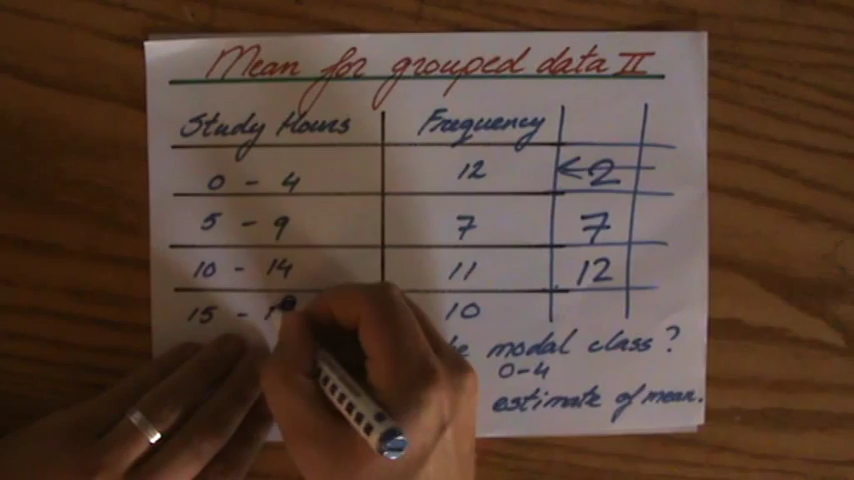 Mean for grouped data II
Study Hours Frequency
0 - 4 12 ← 2
5 - 9 7 7
10 - 14 11 12
15 - 10
modal class?
0-4
estimate of mean.